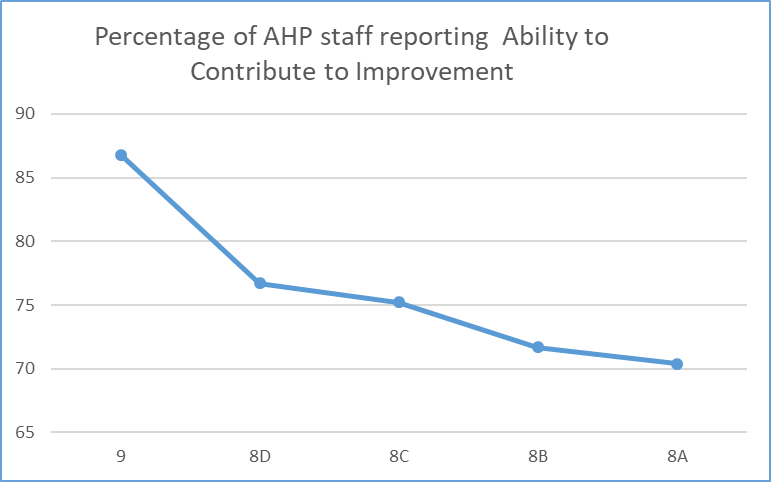 Percentage of AHP staff reporting  Ability to
Contribute to Improvement
90
85
80
75
70
65
9 8D 8C 8B 8A